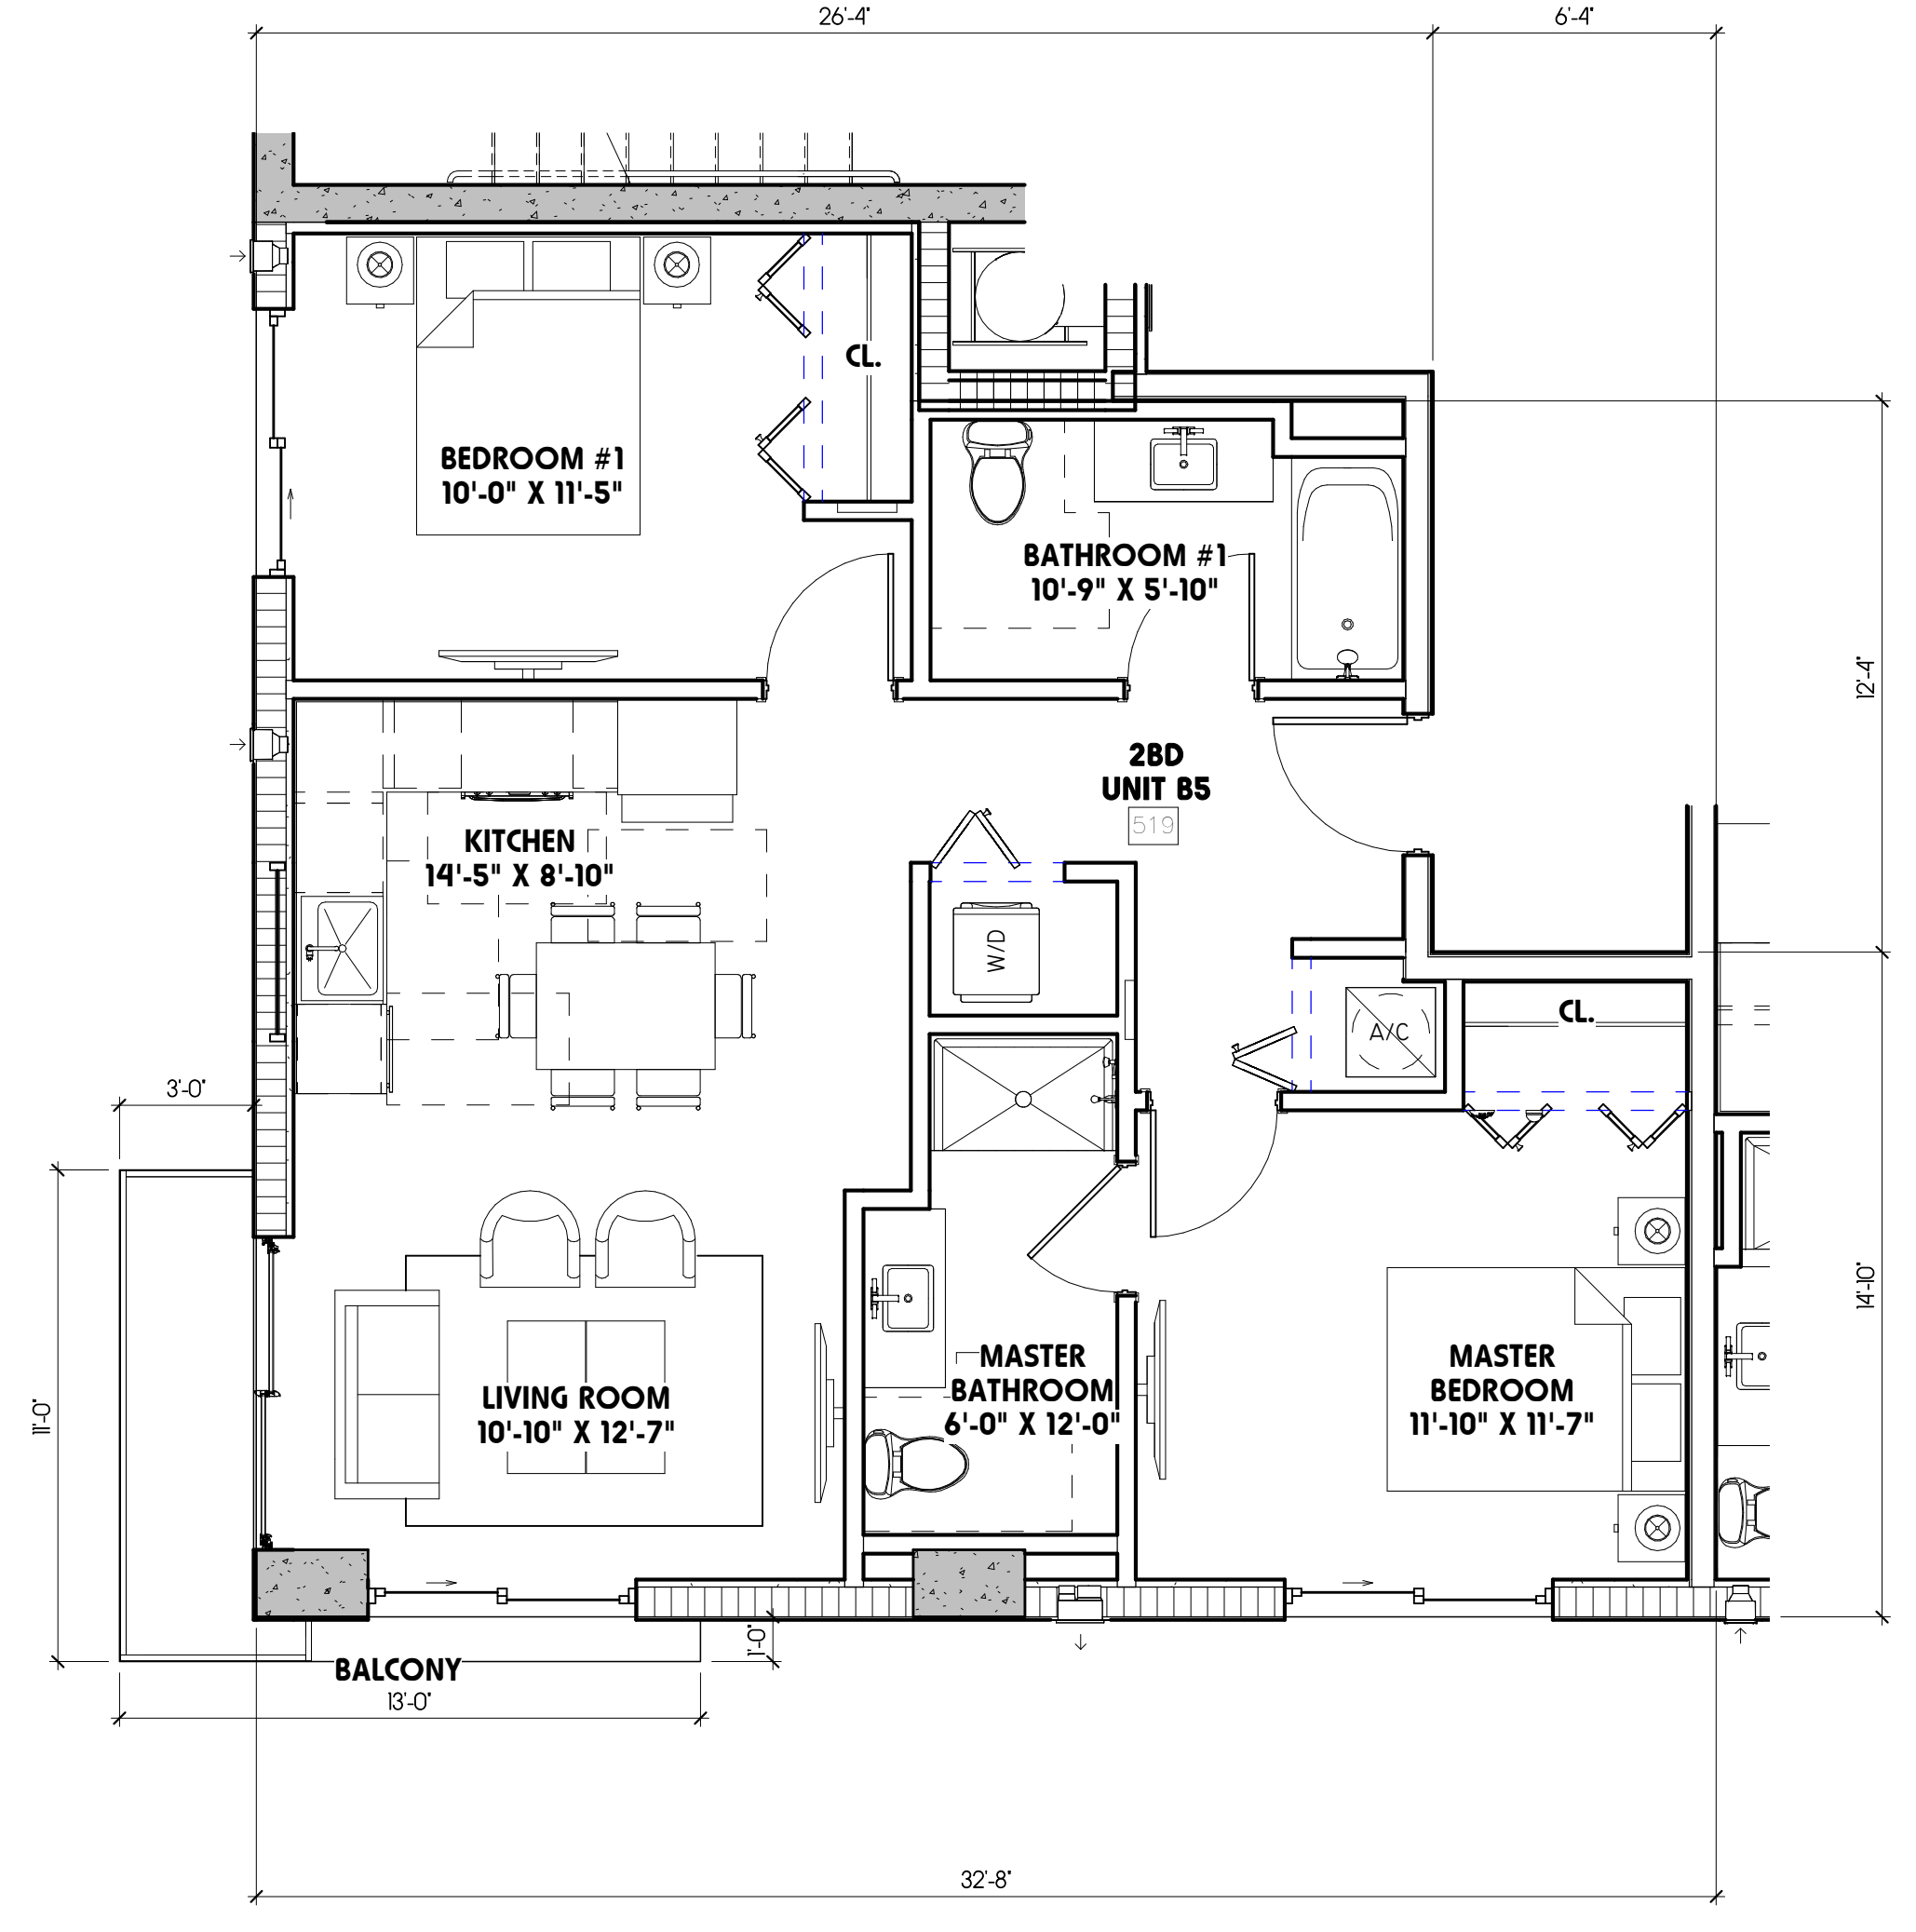 26'-4"
6'-4"
CL.
BEDROOM #1
10'-0" X 11'-5"
BATHROOM #1
10'-9" X 5'-10"
12'-4"
2BD
UNIT B5
519
KITCHEN
14'-5" X 8'-10"
W/D
CL.
A/C
3'-0"
14'-10"
MASTER
BATHROOM
6'-0" X 12'-0"
MASTER
BEDROOM
11'-10" X 11'-7"
LIVING ROOM
10'-10" X 12'-7"
11'-0"
1'-0"
BALCONY
13'-0"
32'-8"